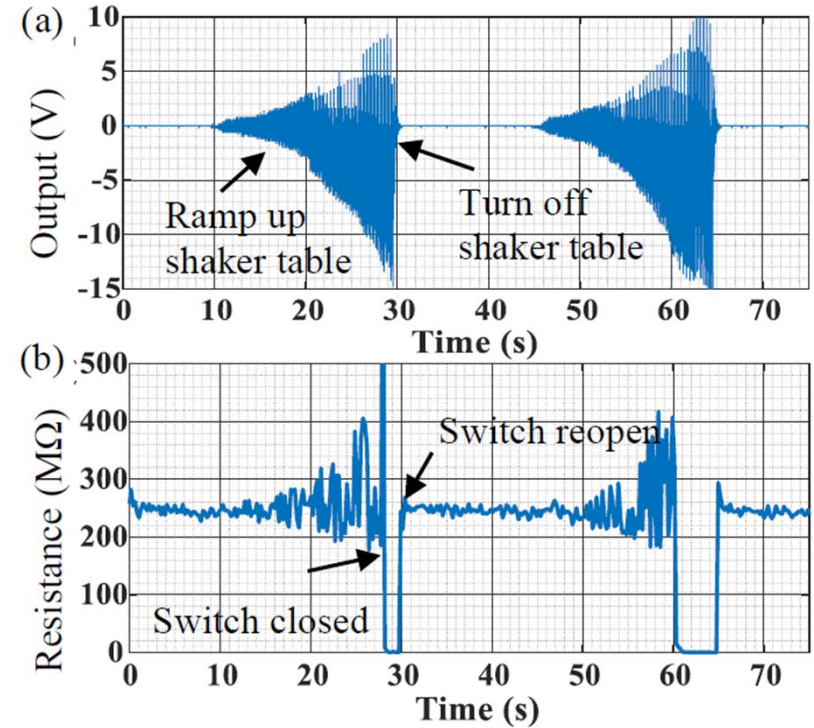 (a)
Output (V)
10
5
0
-5
-10
-15
Ramp up
shaker table
Turn off
shaker table
0 10 20 30 40 50 60 70
Time (s)
(b)
Resistance (MΩ)
500
400
300
200
100
0
Switch reopen
Switch closed
0 10 20 30 40 50 60 70
Time (s)